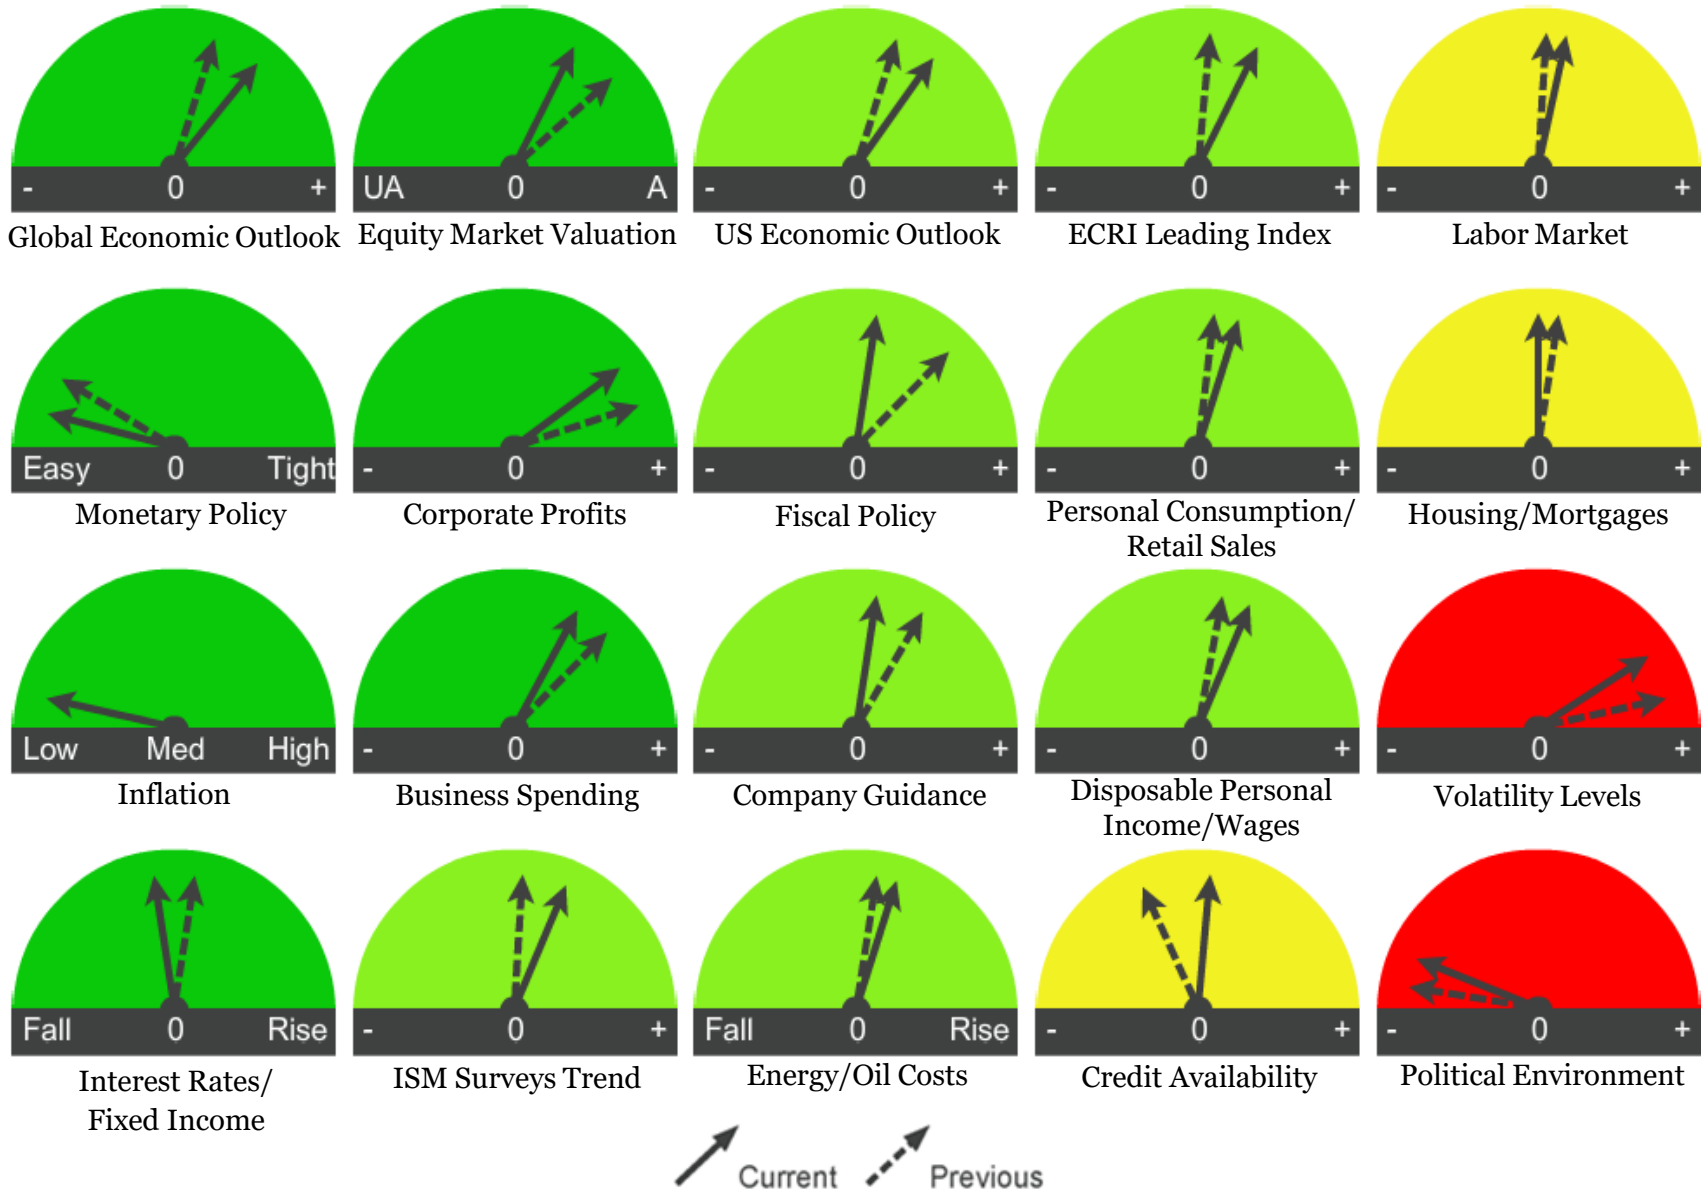 - 0 +
UA 0 A
- 0 +
- 0 +
- 0 +
Global Economic Outlook
Equity Market Valuation
US Economic Outlook
ECRI Leading Index
Labor Market
Easy 0 Tight
- 0 +
- 0 +
- 0 +
- 0 +
Monetary Policy
Corporate Profits
Fiscal Policy
Personal Consumption/
Retail Sales
Housing/Mortgages
Low Med High
- 0 +
- 0 +
- 0 +
- 0 +
Inflation
Business Spending
Company Guidance
Disposable Personal
Income/Wages
Volatility Levels
Fall 0 Rise
- 0 +
Fall 0 Rise
- 0 +
- 0 +
Interest Rates/
Fixed Income
ISM Surveys Trend
Energy/Oil Costs
Credit Availability
Political Environment
Current
Previous